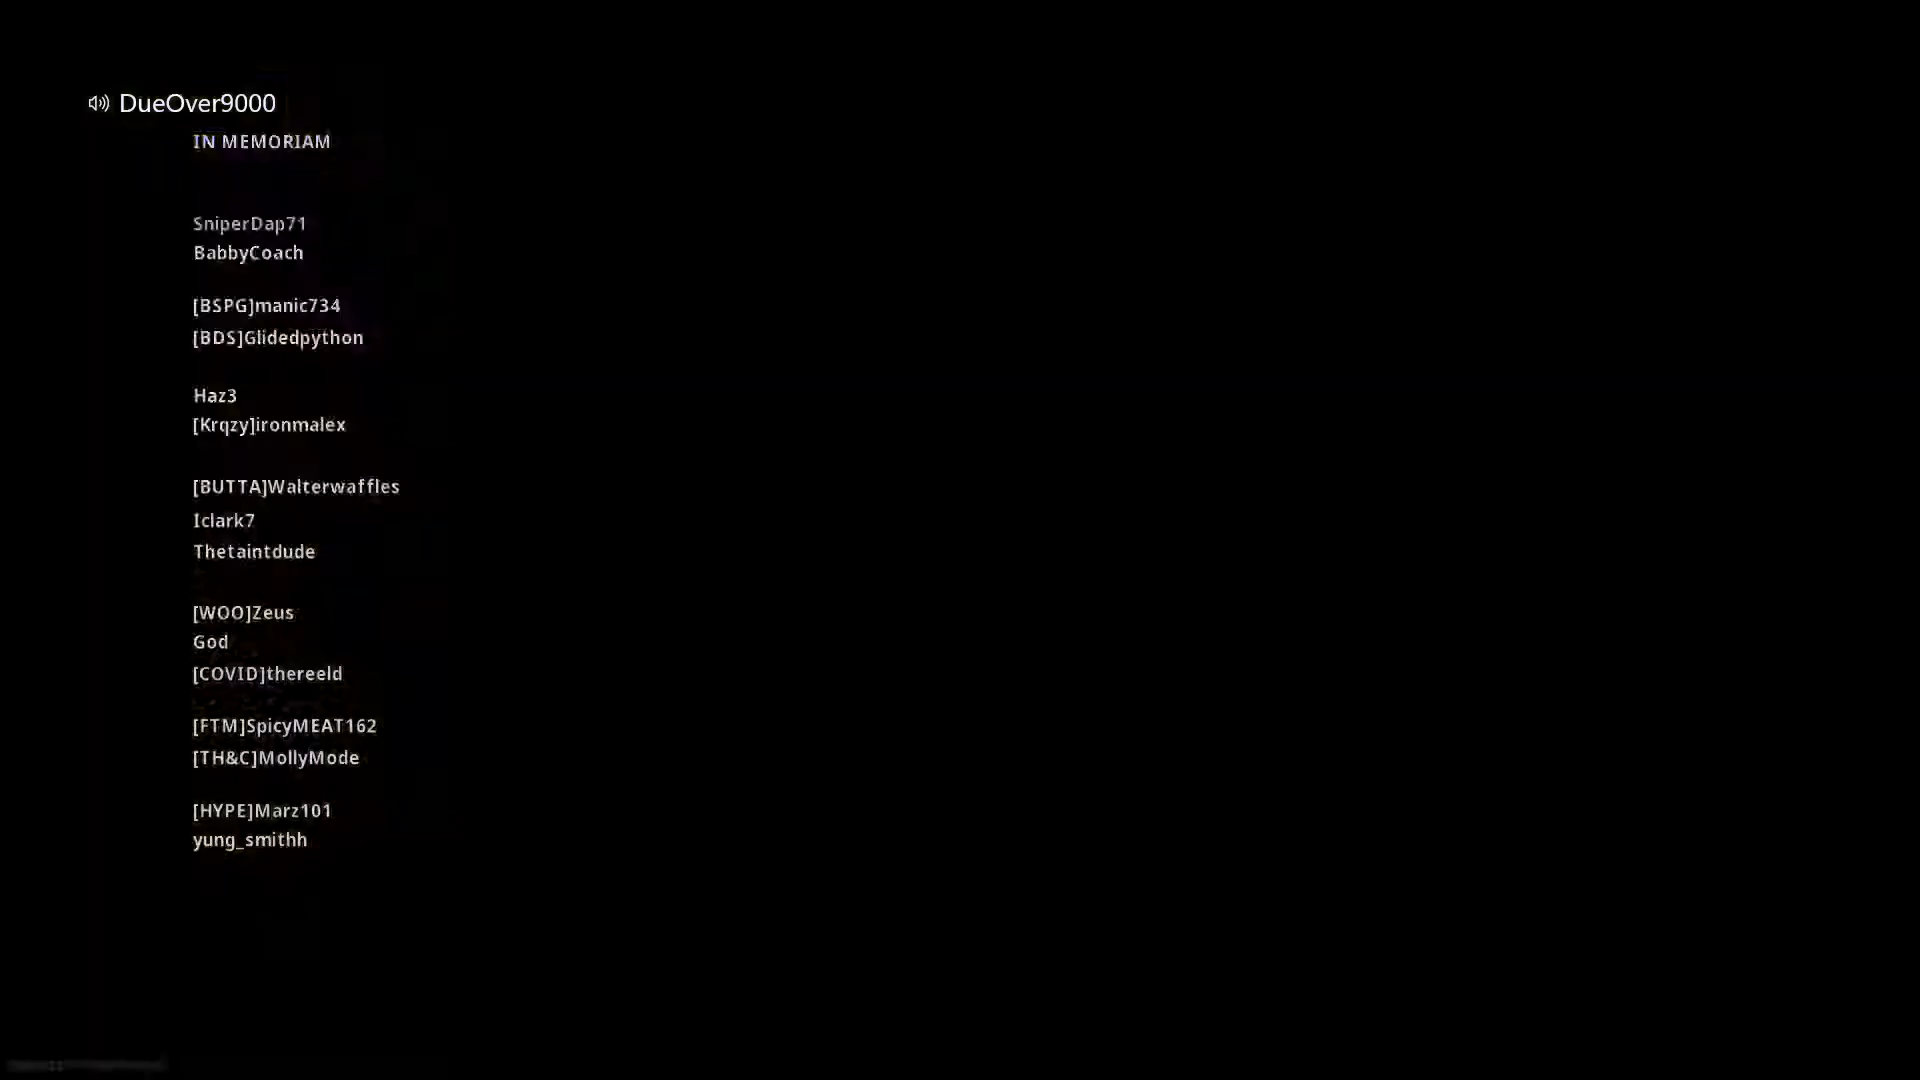 DueOver9000
IN MEMORIAM
SniperDap71
BabbyCoach
[BSPG]manic734
[BDS]Glidedpython
Haz3
[Krqzy]ironmalex
[BUTTA]Walterwaffles
Iclark7
Thetaintdude
[WOO]Zeus
God
[COVID]thereeld
[FTM]SpicyMEAT162
[TH&C]MollyMode
[HYPE]Marz101
yung_smithh